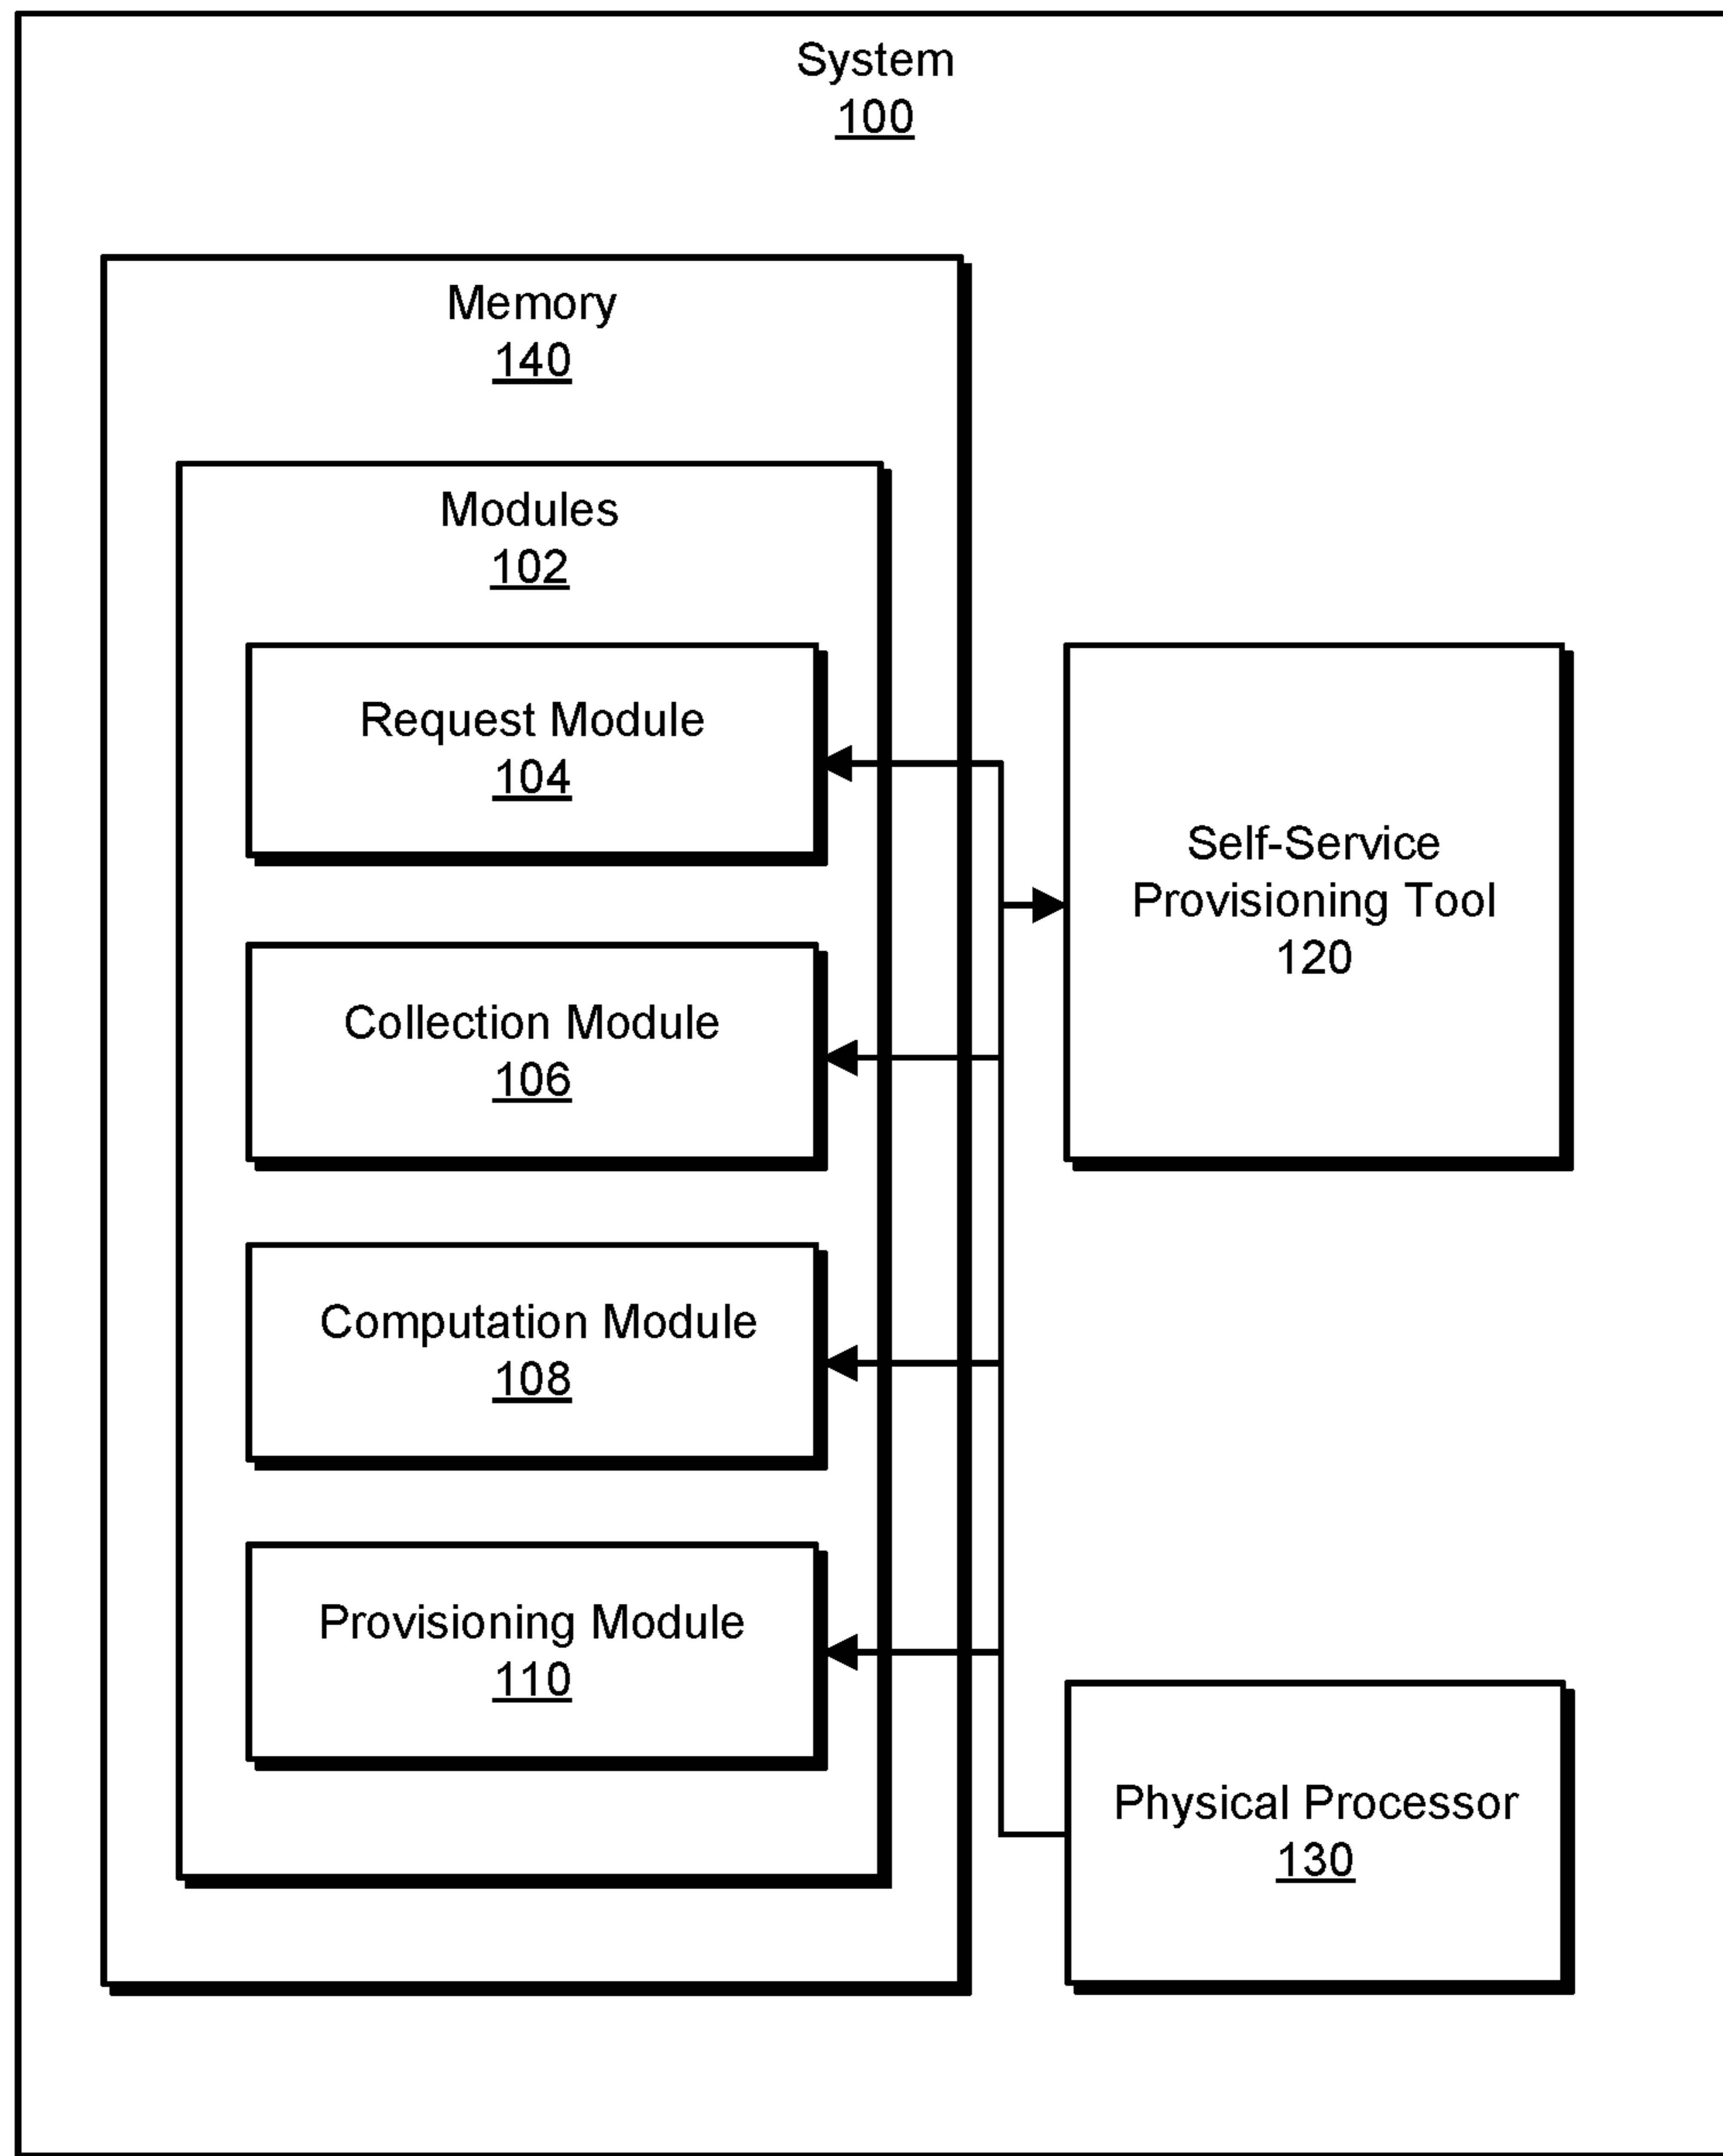 System
100
Memory
140
Modules
102
Request Module
104
Collection Module
106
Computation Module
108
Provisioning Module
110
Self-Service
Provisioning Tool
120
Physical Processor
130